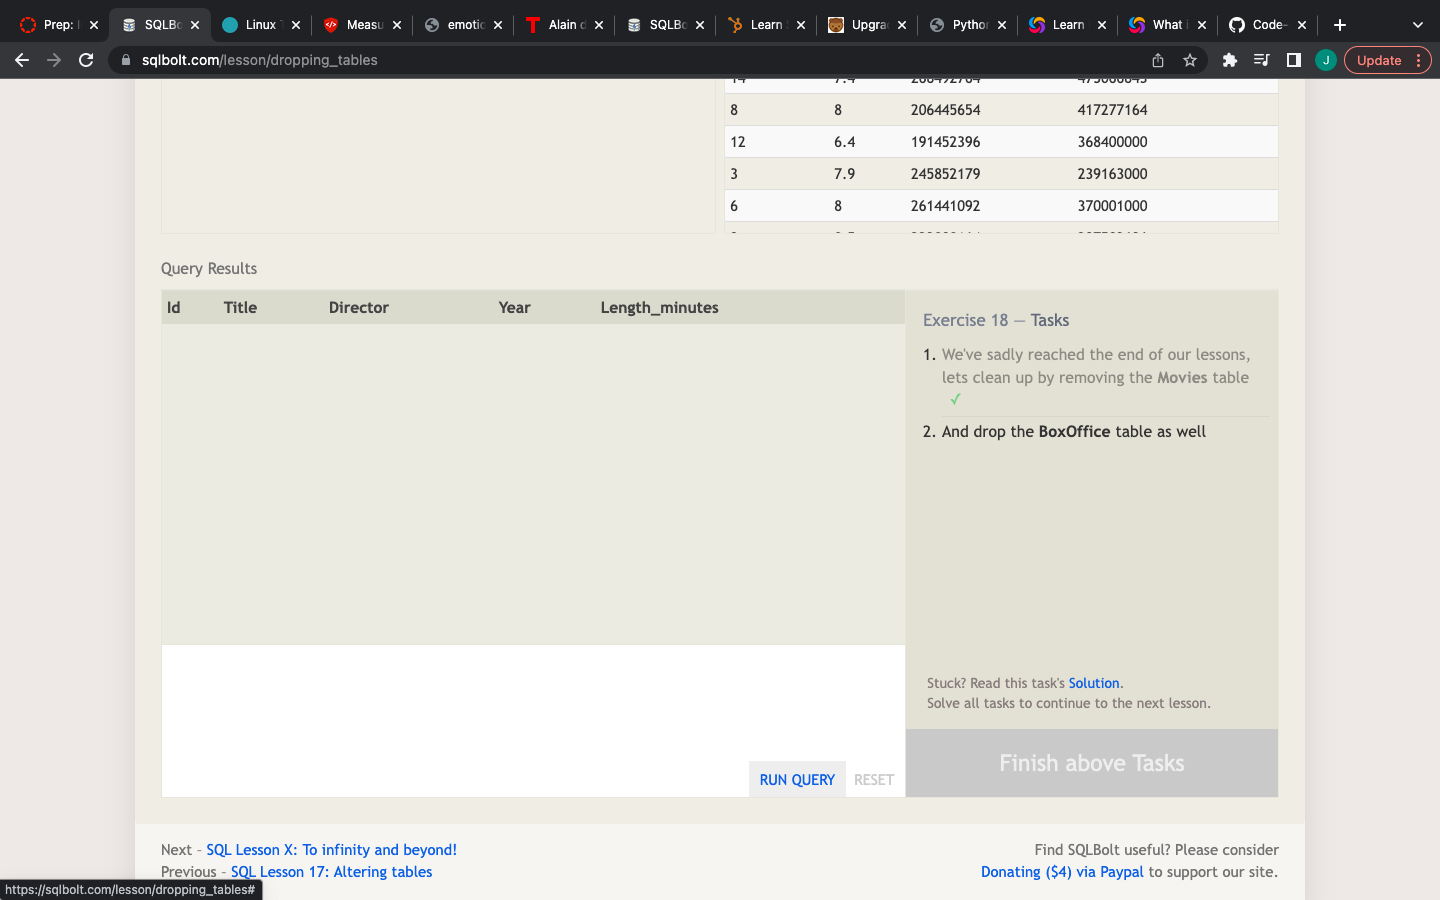 Prep:
SQLBo
Linux
Measu
emotic
Alain d
SQLBo
Learn
Upgra
Python
Learn
What
Code-
sqlbolt.com/lesson/dropping_tables
J
Update
8 8 206445654 417277164
12 6.4 191452396 368400000
3 7.9 245852179 239163000
6 8 261441092 370001000
Query Results
Id Title Director Year Length_minutes
Exercise 18 — Tasks
1. We've sadly reached the end of our lessons,
lets clean up by removing the Movies table
✓
2. And drop the BoxOffice table as well
Stuck? Read this task's Solution.
Solve all tasks to continue to the next lesson.
RUN QUERY RESET
Finish above Tasks
Next – SQL Lesson X: To infinity and beyond!
Previous – SQL Lesson 17: Altering tables
Find SQLBolt useful? Please consider
Donating ($4) via Paypal to support our site.
https://sqlbolt.com/lesson/dropping_tables#